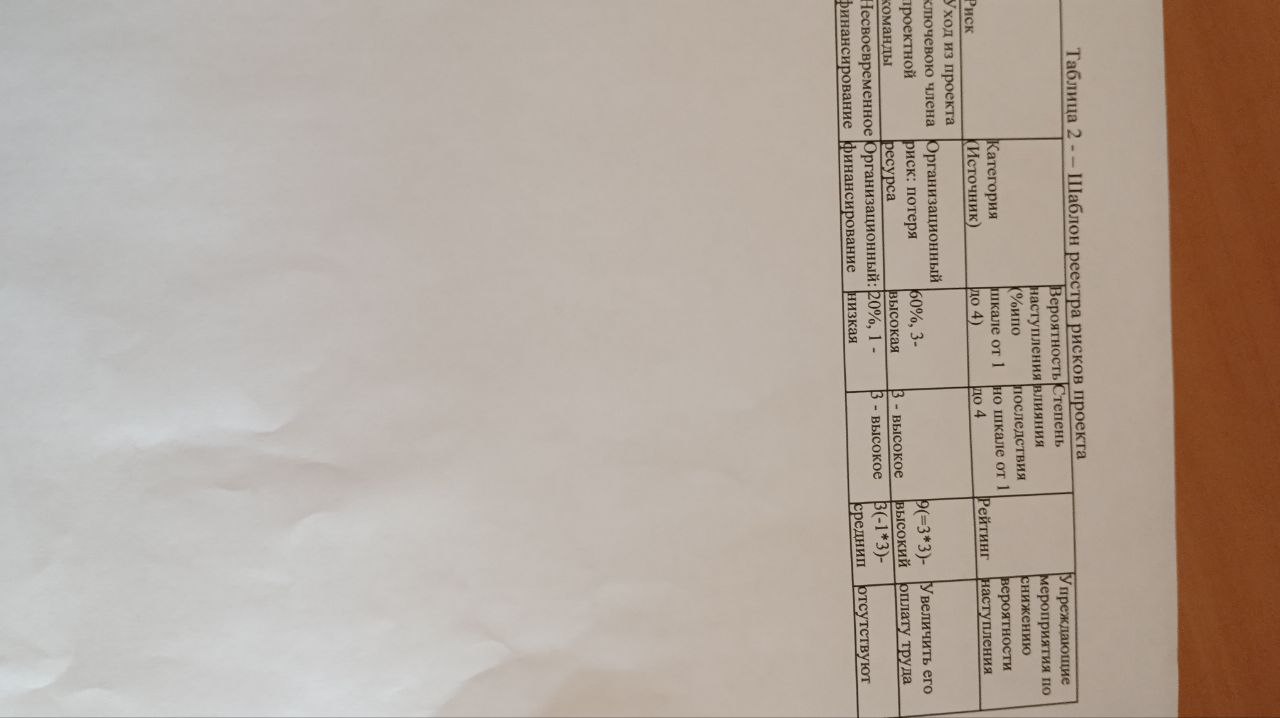 Таблица 2 - – Шаблон реестра рисков проекта
Риск
Категория
(Источник)
Вероятность
наступления
(%ипо
шкале от 1
до 4)
Степень
влияния
последствия
но шкале от 1
до 4
Рейтинг
Упреждающие
мероприятия по
снижению
вероятности
наступления
Уход из проекта
ключевою члена
проектной
команды
Организационный
риск: потеря
ресурса
60%, 3-
высокая
3 - высокое
9(=3*3)-
высокий
Увеличить его
оплату труда
Несвоевременное
финансирование
Организационный:
финансирование
20%, 1 -
низкая
3 - высокое
3(-1*3)-
среднип
отсутствуют